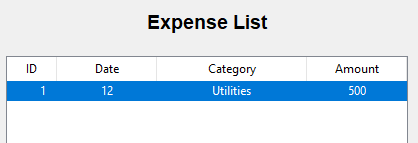 Expense List
ID Date Category Amount
1 12 Utilities 500